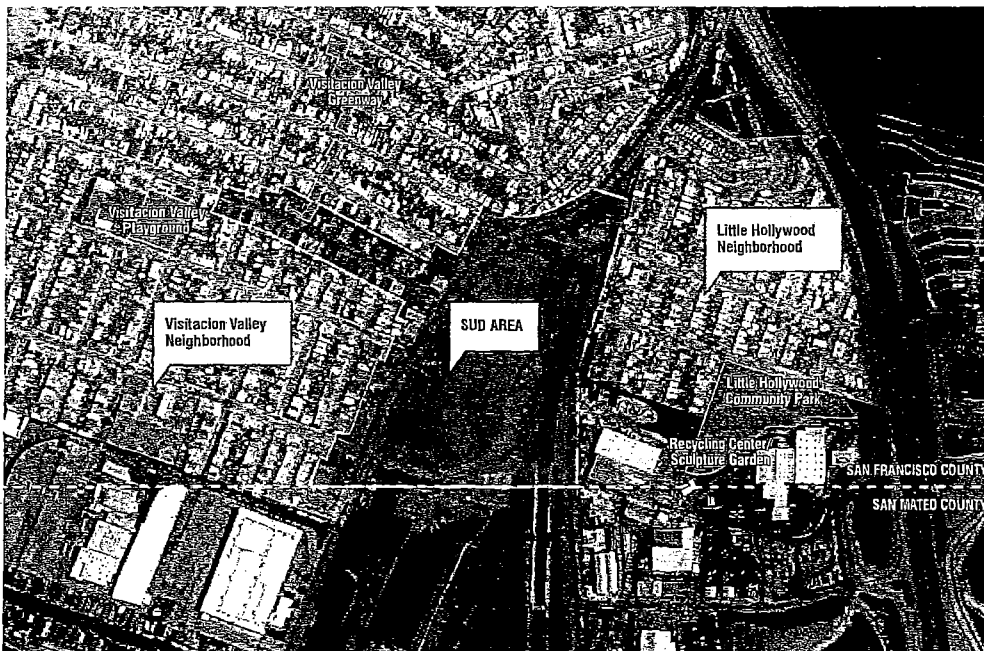 Visitacion Valley
Greenway
Visitacion Valley
Playground
Little Hollywood
Neighborhood
Visitacion Valley
Neighborhood
SUD AREA
Little Hollywood
Community Park
Recycling Center/
Sculpture Garden
SAN FRANCISCO COUNTY
SAN MATEO COUNTY